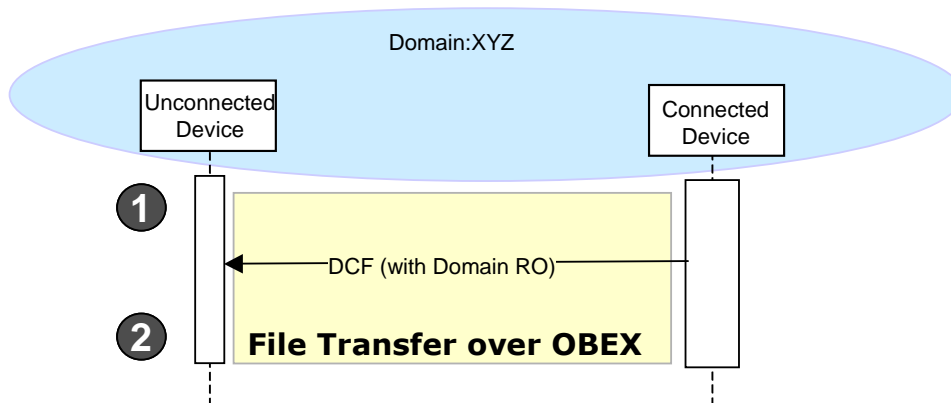 Domain:XYZ
Unconnected
Device
Connected
Device
1
DCF (with Domain RO)
2
File Transfer over OBEX